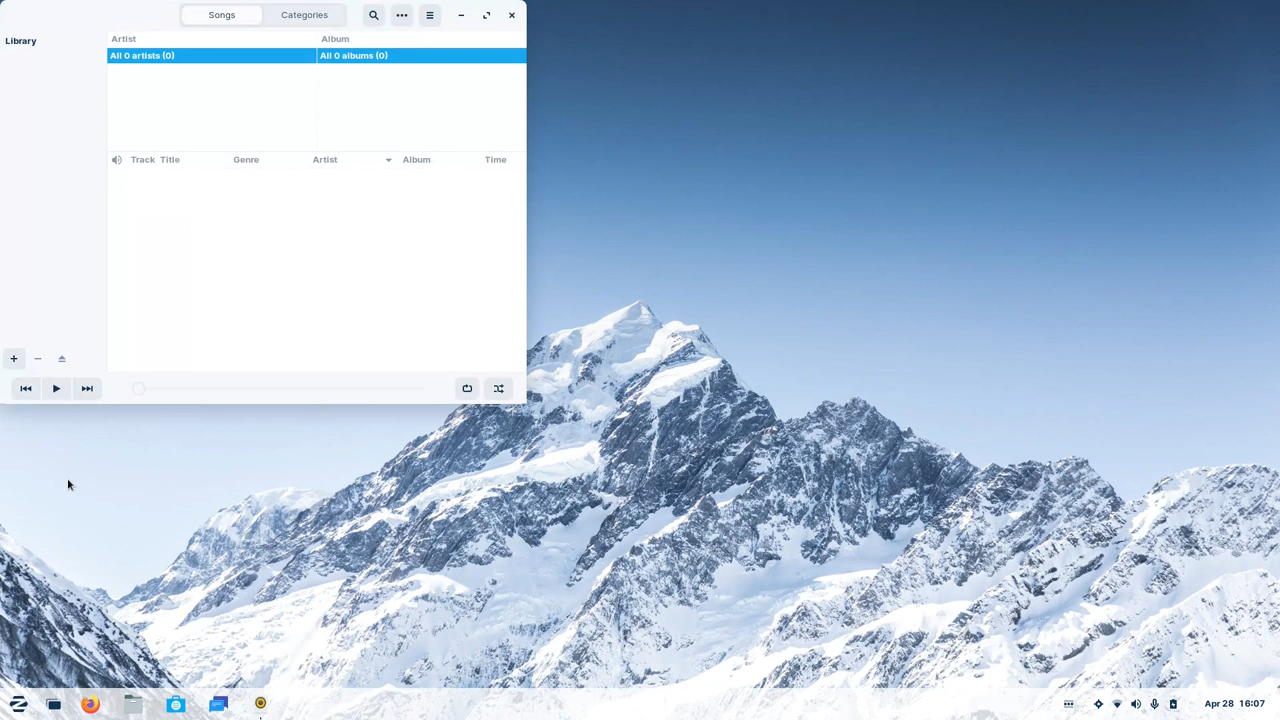 Songs Categories
Library
Artist Album
All 0 artists (0) All 0 albums (0)
Track Title Genre Artist Album Time
Apr 28 16:07